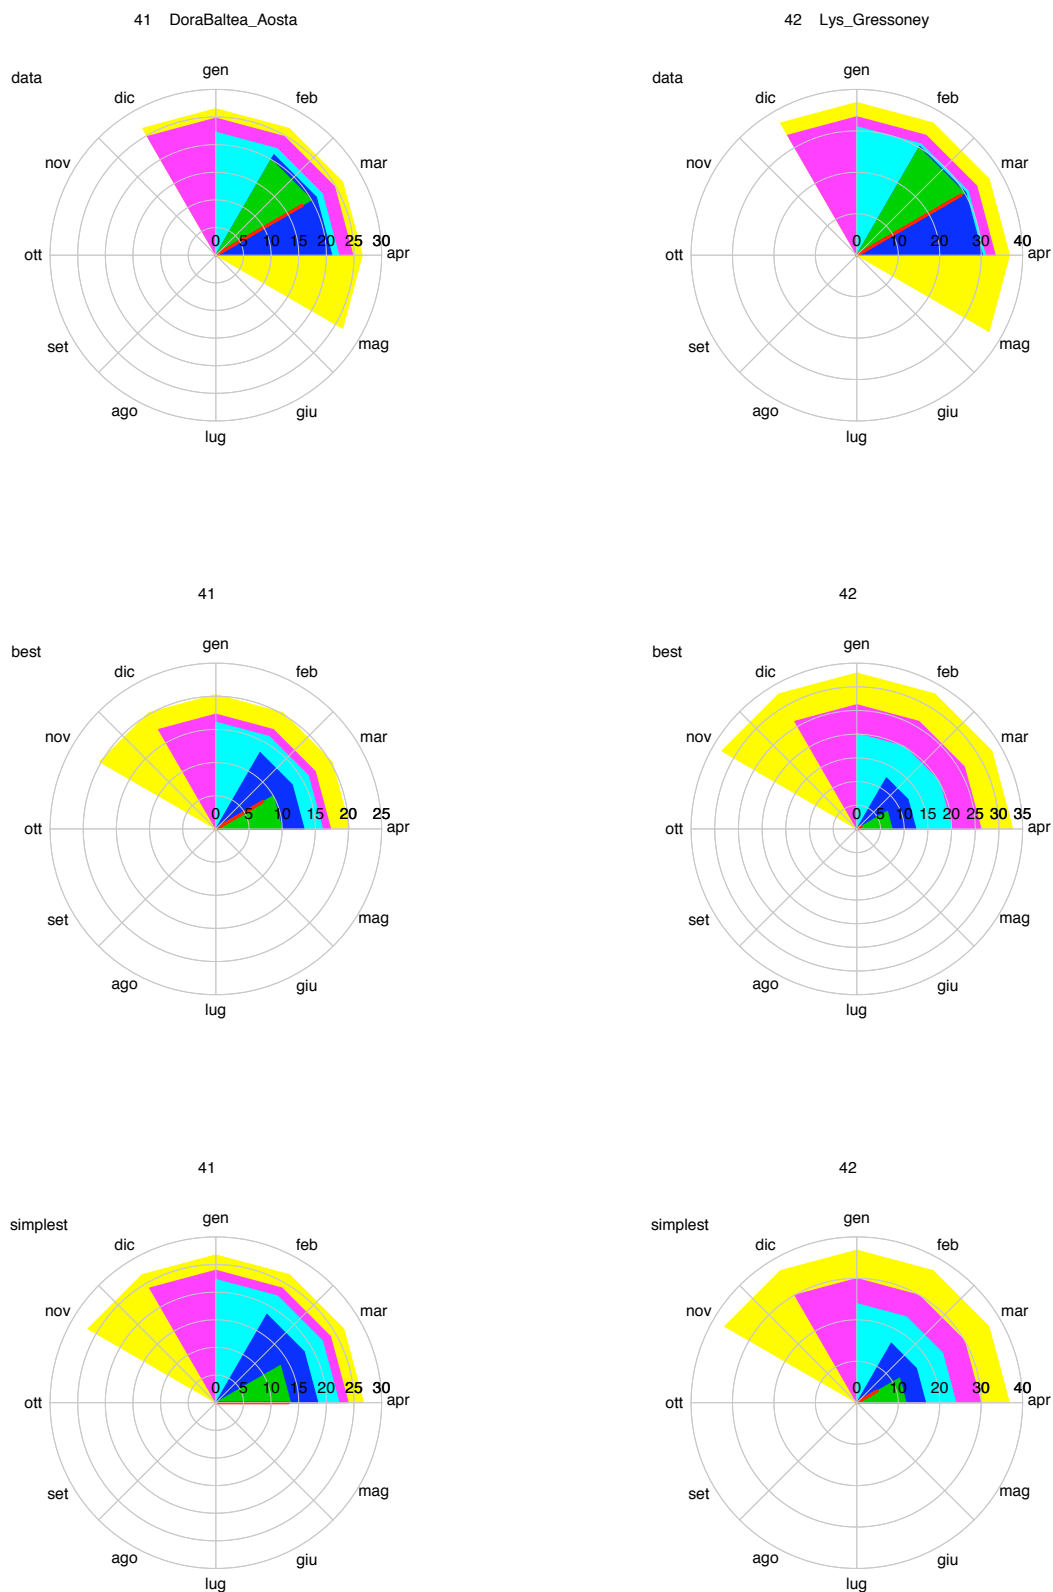 41 DoraBaltea_Aosta
42 Lys_Gressoney
data
gen
feb
mar
apr
mag
giu
lug
ago
set
ott
nov
dic
0 5 10 15 20 25 30
data
gen
feb
mar
apr
mag
giu
lug
ago
set
ott
nov
dic
0 10 20 30 40
41
42
best
gen
feb
mar
apr
mag
giu
lug
ago
set
ott
nov
dic
0 5 10 15 20 25
best
gen
feb
mar
apr
mag
giu
lug
ago
set
ott
nov
dic
0 5 10 15 20 25 30 35
41
42
simplest
gen
feb
mar
apr
mag
giu
lug
ago
set
ott
nov
dic
0 5 10 15 20 25 30
simplest
gen
feb
mar
apr
mag
giu
lug
ago
set
ott
nov
dic
0 10 20 30 40